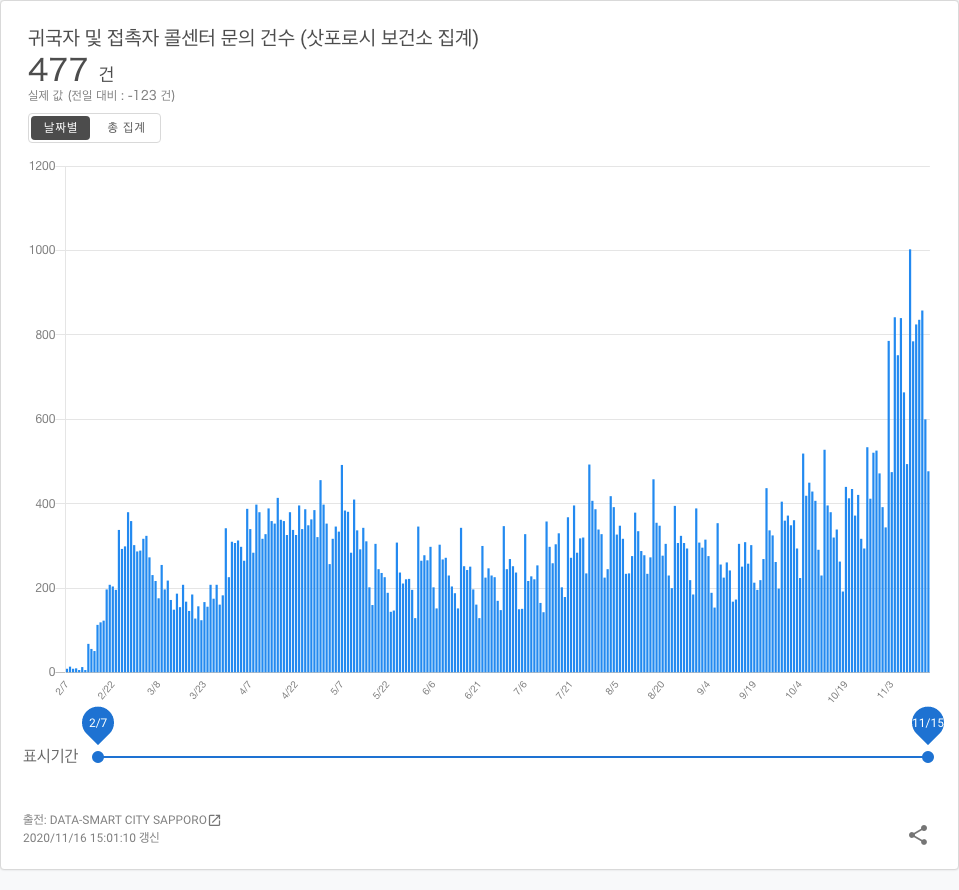 귀국자 및 접촉자 콜센터 문의 건수 (삿포로시 보건소 집계)
477 건
실제 값 (전일 대비 : -123 건)
날짜별 총 집계
1200
1000
800
600
400
200
0
2/7 2/22 3/8 3/23 4/7 4/22 5/7 5/22 6/6 6/21 7/6 7/21 8/5 8/20 9/4 9/19 10/4 10/19 11/3
2/7 11/15
표시기간
출전: DATA-SMART CITY SAPPORO
2020/11/16 15:01:10 갱신